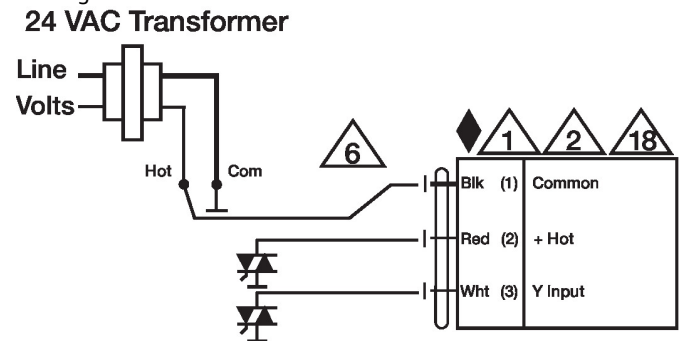 24 VAC Transformer
Line
Volts
Hot
Com
6
1
2
18
Blk (1) Common
Red (2) + Hot
Wht (3) Y Input